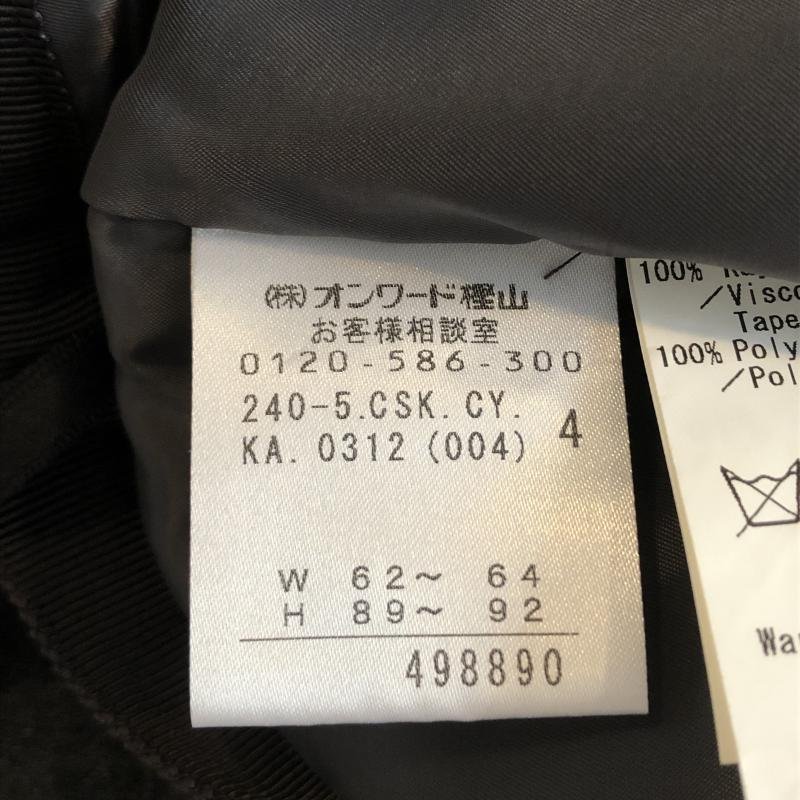 (株)オンワード樫山
お客様相談室
0120-586-300
240-5.CSK.CY.
KA. 0312 (004) 4
W 62～ 64
H 89～ 92
498890
100%
／Visco
Tape
100% Poly
／Pol